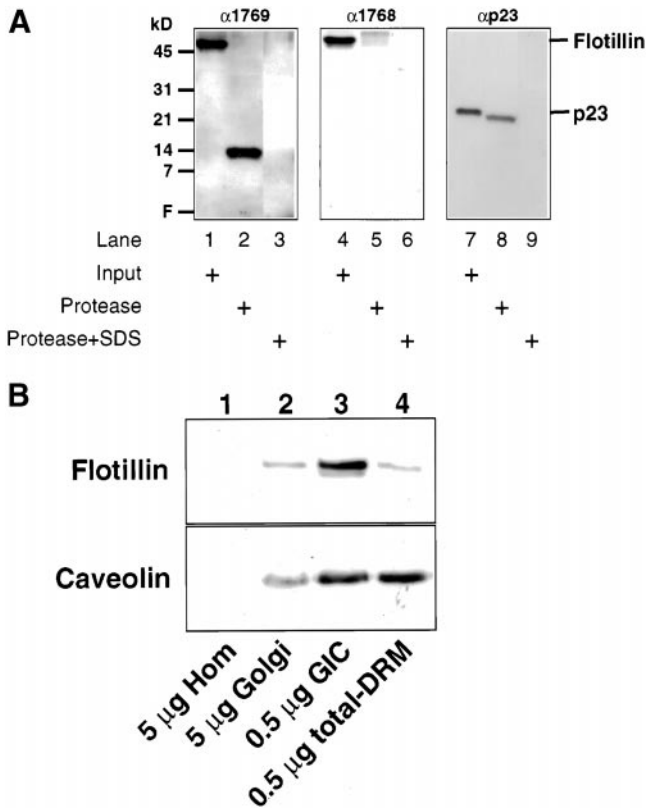 A
kD
α1769
α1768
αp23
45
31
21
14
7
F
Flotillin
p23
Lane 1 2 3 4 5 6 7 8 9
Input + + +
Protease + + +
Protease+SDS + + +
B
1 2 3 4
Flotillin
Caveolin
5 μg Hom
5 μg Golgi
0.5 μg GIC
0.5 μg total-DRM